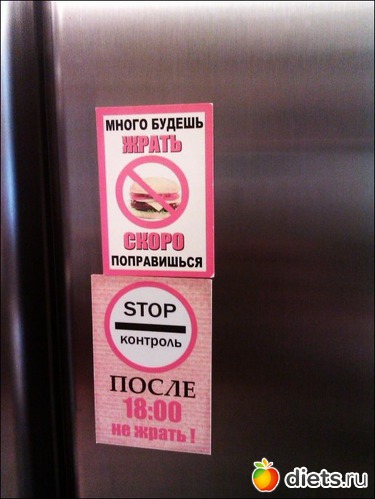 МНОГО БУДЕШЬ
ЖРАТЬ
СКОРО
ПОПРАВИШЬСЯ
STOP
КОНТРОЛЬ
ПОСЛЕ
18:00
не жрать!
diets.ru